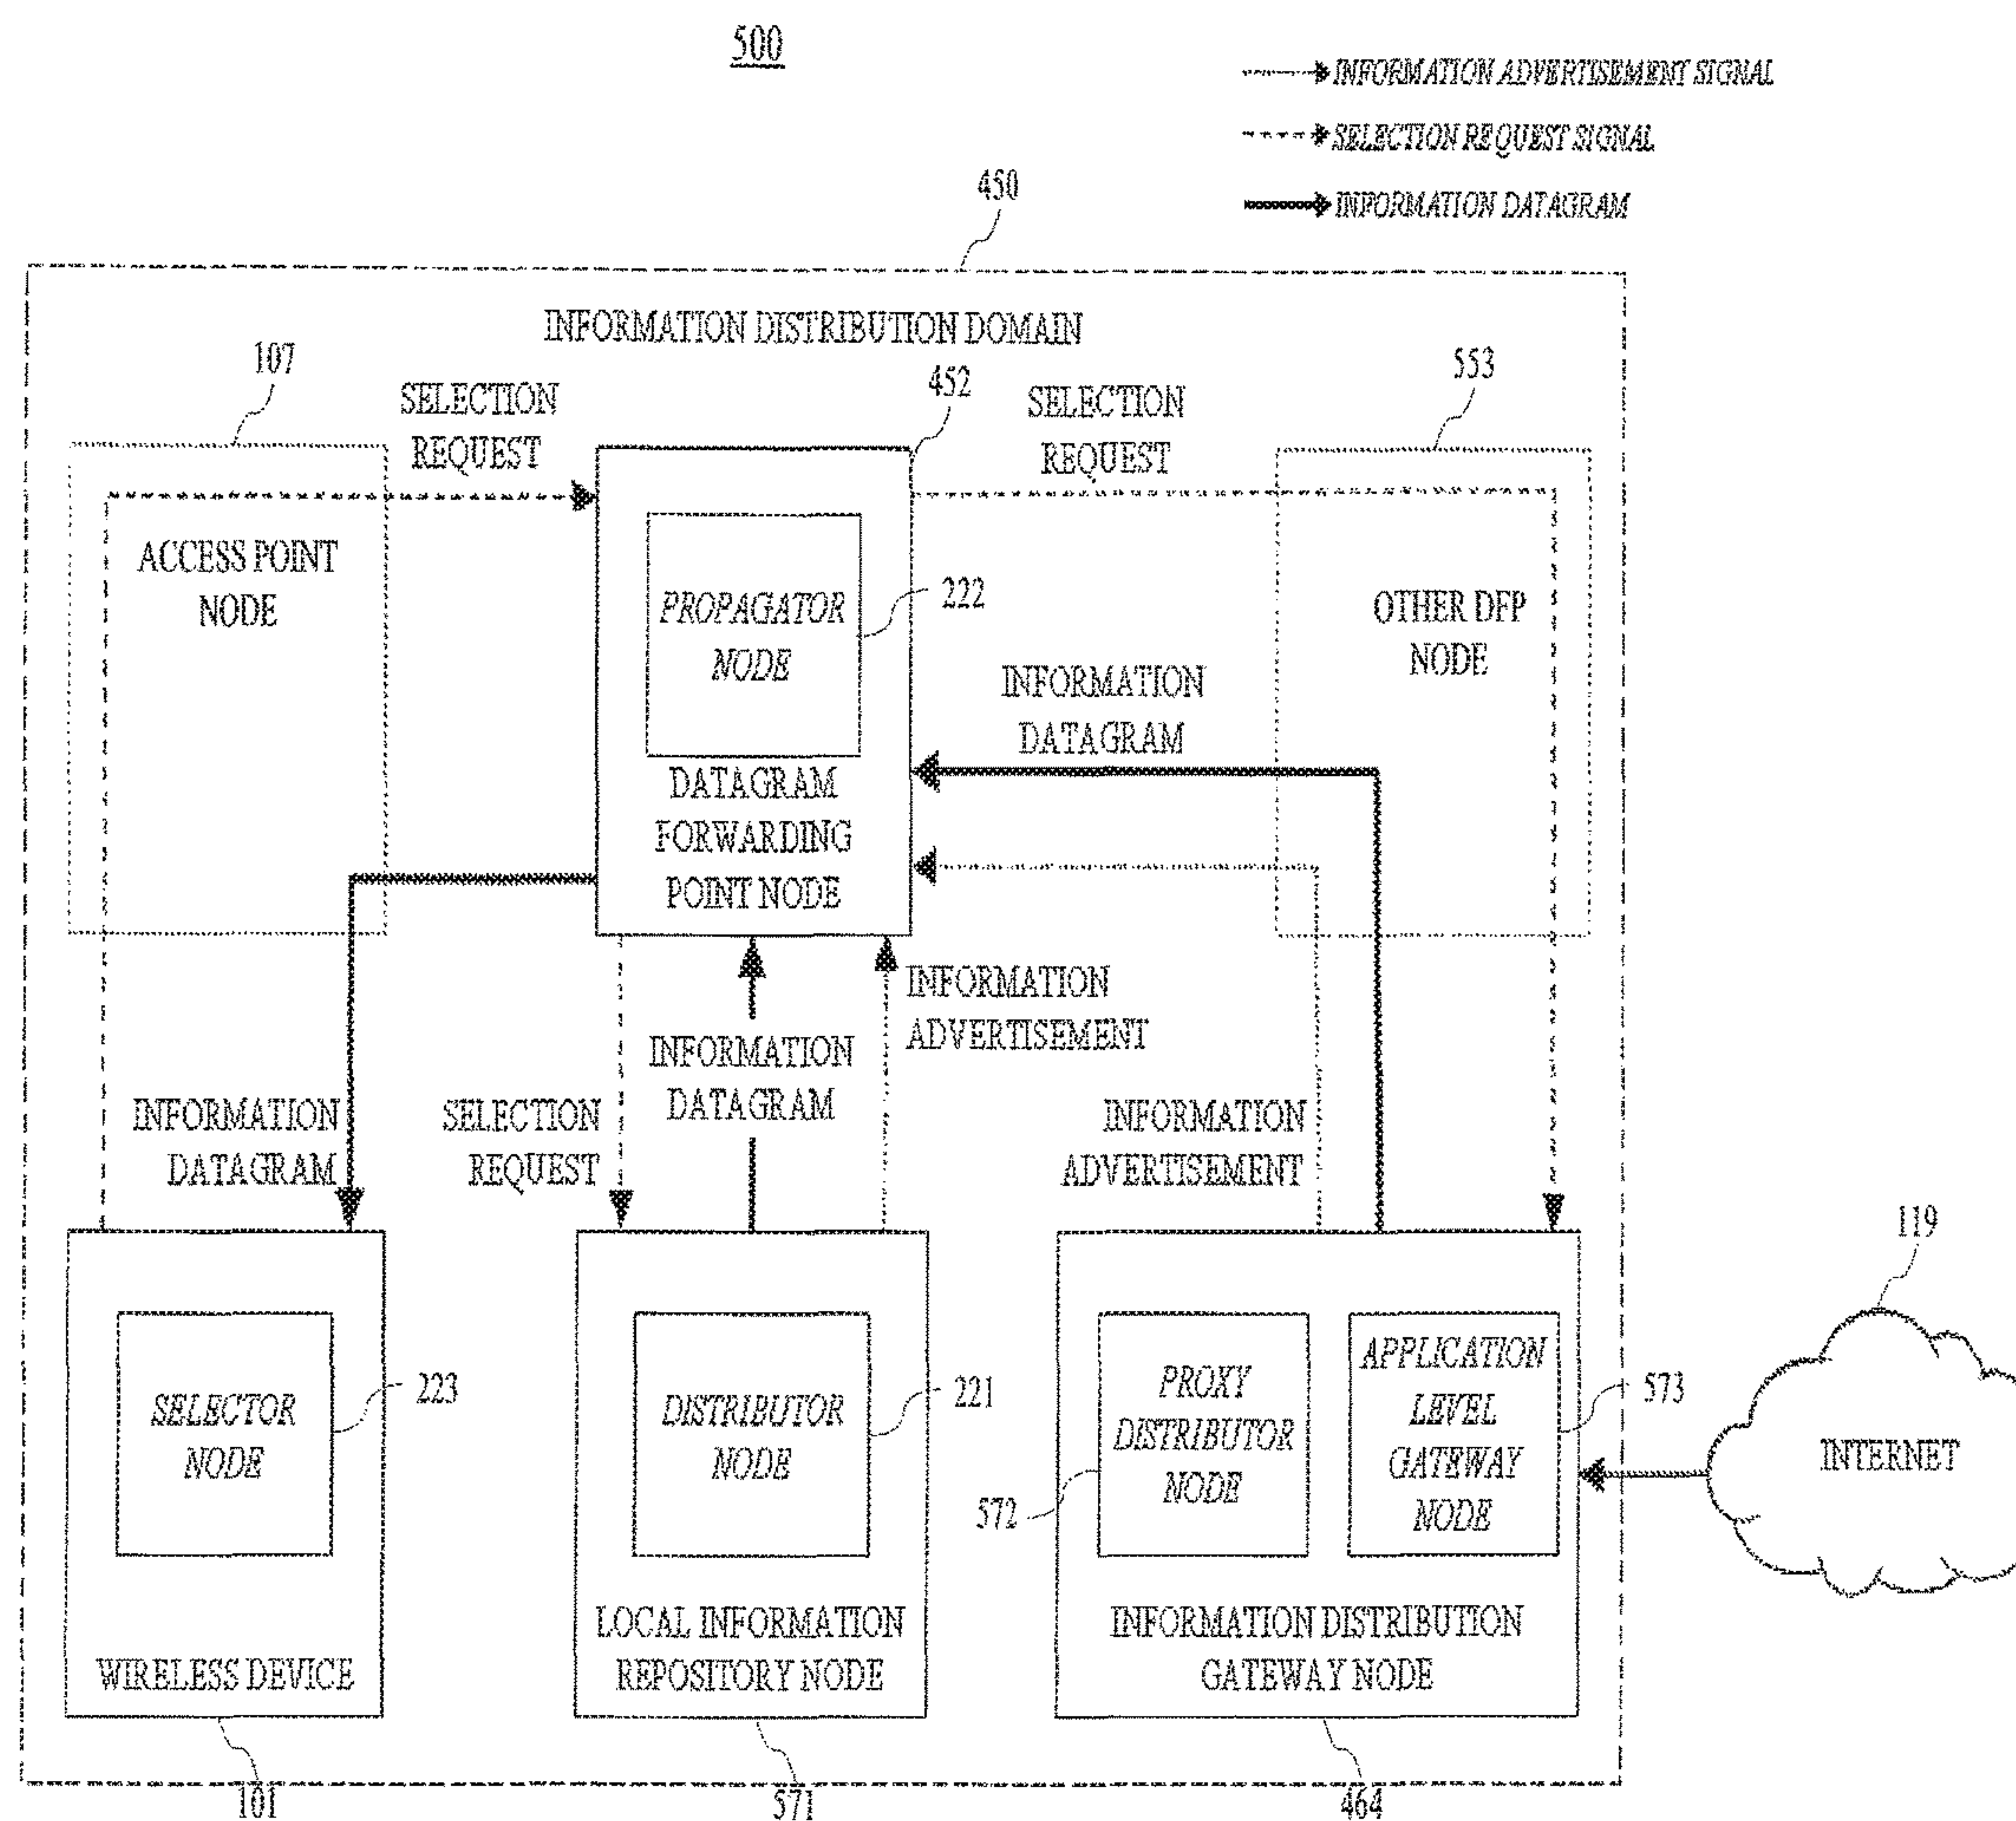 500
INFORMATION ADVERTISEMENT SIGNAL
SELECTION REQUEST SIGNAL
INFORMATION DATAGRAM
450
INFORMATION DISTRIBUTION DOMAIN
107
SELECTION
REQUEST
452
SELECTION
REQUEST
553
ACCESS POINT
NODE
PROPAGATOR
NODE
222
DATAGRAM
FORWARDING
POINT NODE
OTHER DFP
NODE
INFORMATION
DATAGRAM
INFORMATION
ADVERTISEMENT
INFORMATION
DATAGRAM
SELECTION
REQUEST
INFORMATION
DATAGRAM
INFORMATION
ADVERTISEMENT
119
SELECTOR
NODE
223
DISTRIBUTOR
NODE
221
PROXY
DISTRIBUTOR
NODE
572
APPLICATION
LEVEL
GATEWAY
NODE
573
INTERNET
WIRELESS DEVICE
LOCAL INFORMATION
REPOSITORY NODE
INFORMATION DISTRIBUTION
GATEWAY NODE
101
571
464